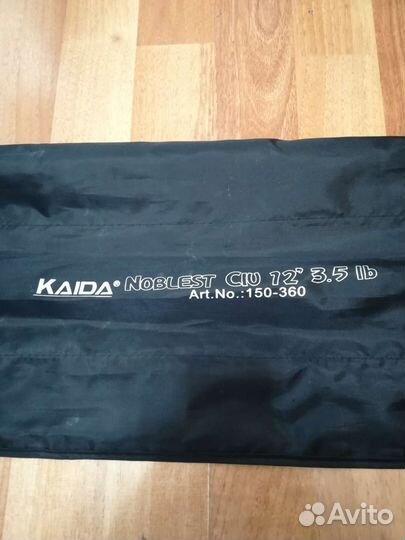 KAIDA® NOBLEST CIU 12' 3.5 lb
Art.No.:150-360
Avito